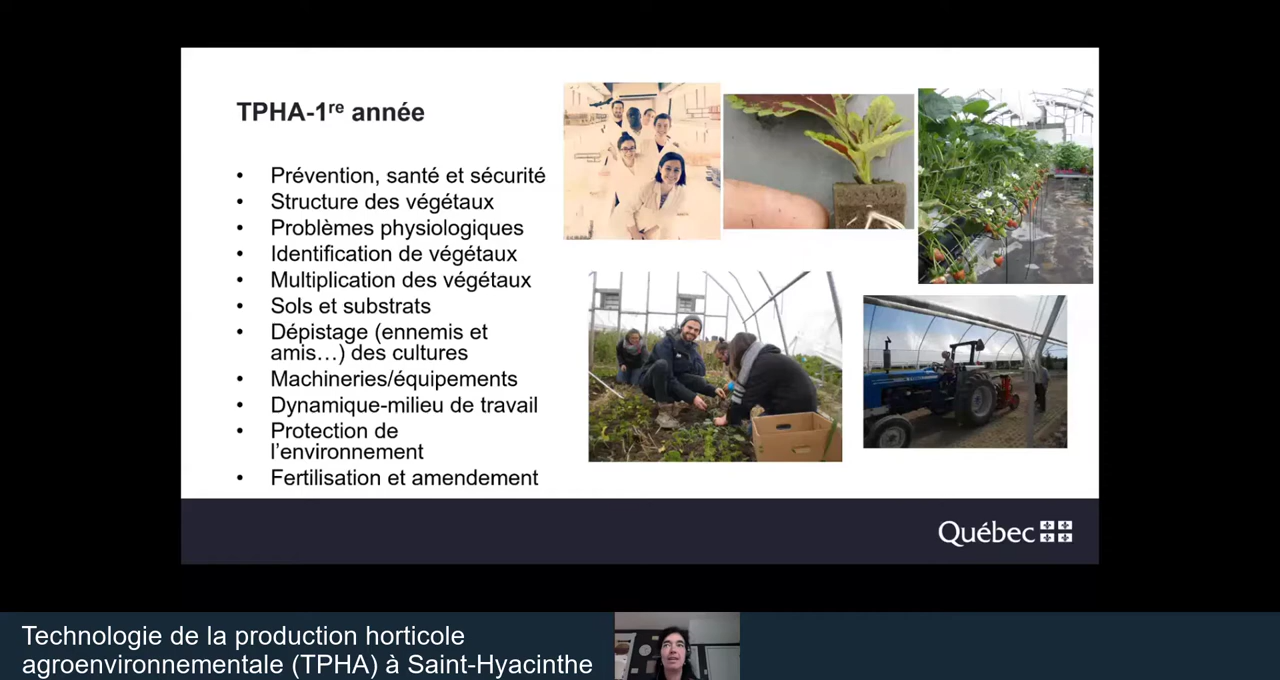 TPHA-1re année
• Prévention, santé et sécurité
• Structure des végétaux
• Problèmes physiologiques
• Identification de végétaux
• Multiplication des végétaux
• Sols et substrats
• Dépistage (ennemis et
amis…) des cultures
• Machineries/équipements
• Dynamique-milieu de travail
• Protection de
l’environnement
• Fertilisation et amendement
Québec
Technologie de la production horticole
agroenvironnementale (TPHA) à Saint-Hyacinthe